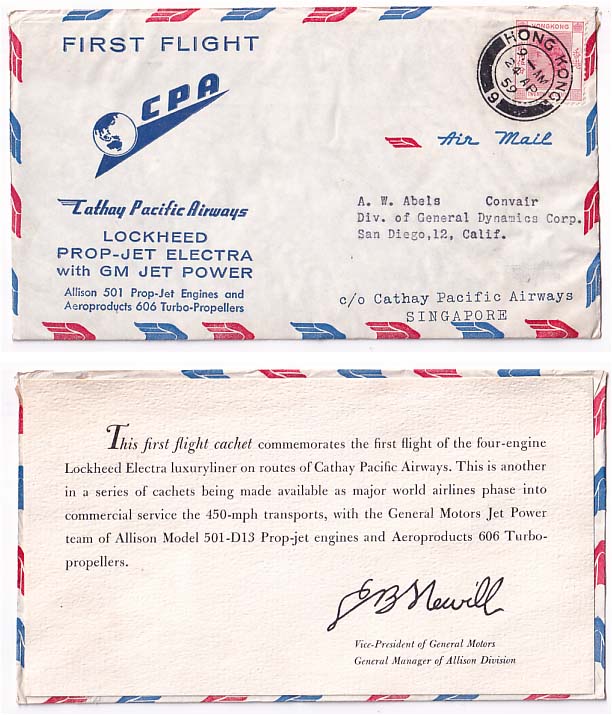 FIRST FLIGHT
CPA
Cathay Pacific Airways
LOCKHEED
PROP-JET ELECTRA
with GM JET POWER
Allison 501 Prop-Jet Engines and
Aeroproducts 606 Turbo-Propellers
HONGKONG
HONG KONG
9 - AM
24 AP
59
6
Air Mail
A. W. Abels Convair
Div. of General Dynamics Corp.
San Diego,12, Calif.
c/o Cathay Pacific Airways
SINGAPORE
This first flight cachet commemorates the first flight of the four-engine
Lockheed Electra luxuryliner on routes of Cathay Pacific Airways. This is another
in a series of cachets being made available as major world airlines phase into
commercial service the 450-mph transports, with the General Motors Jet Power
team of Allison Model 501-D13 Prop-jet engines and Aeroproducts 606 Turbo-
propellers.
Vice-President of General Motors
General Manager of Allison Division